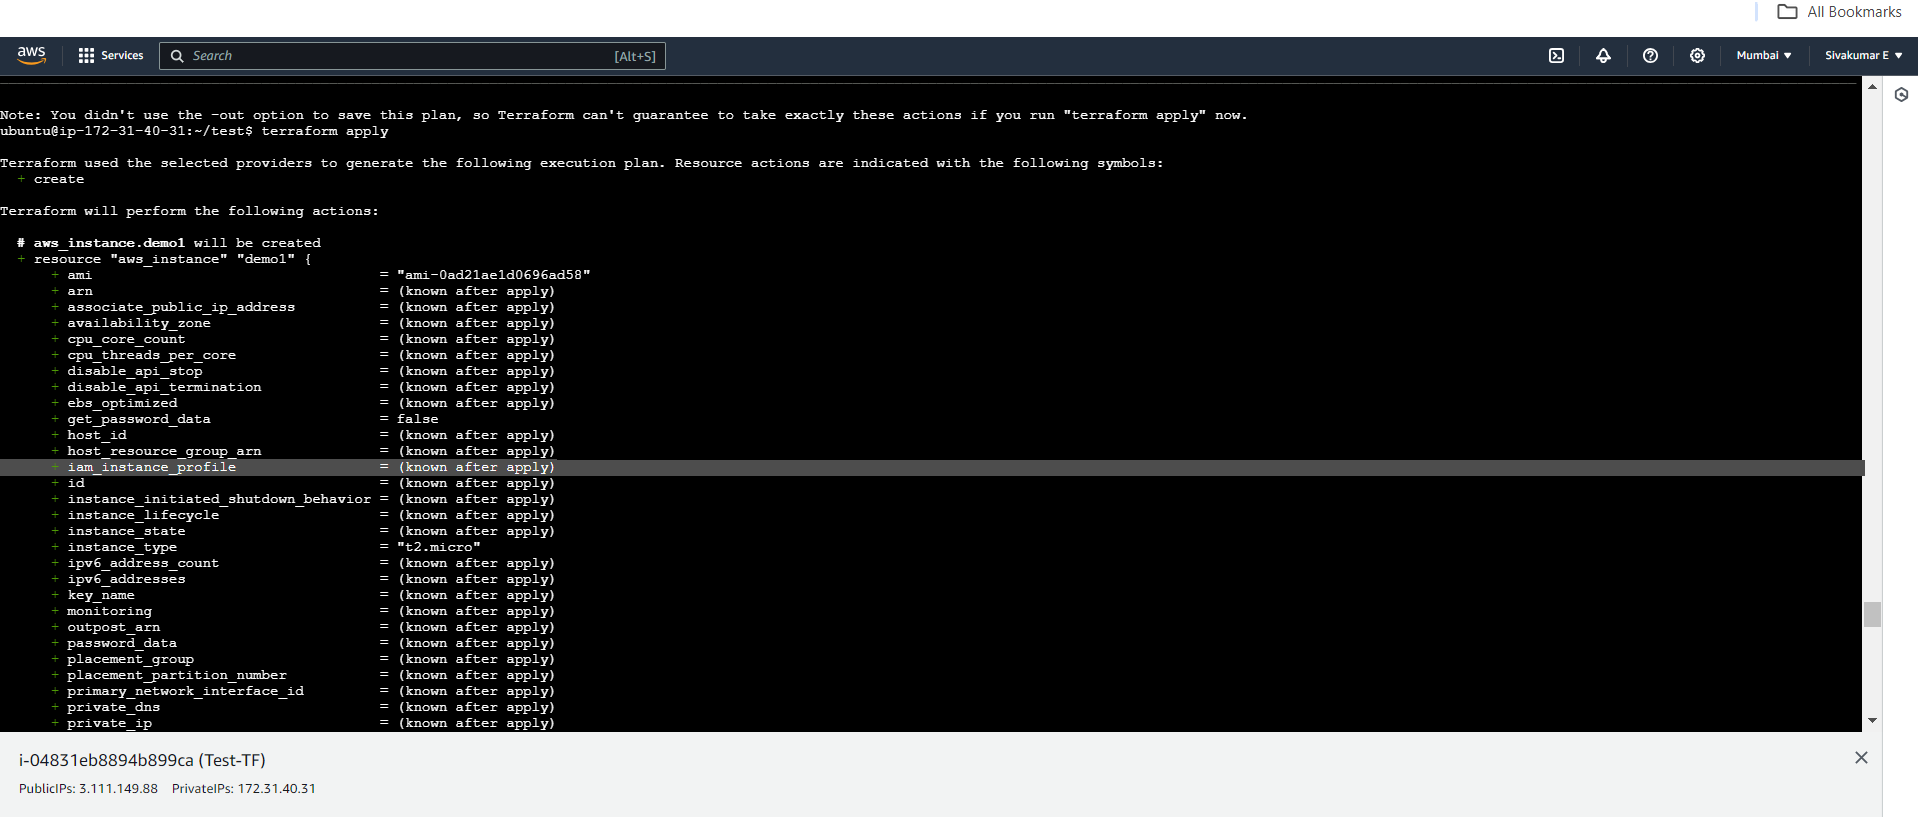 All Bookmarks
aws Services Search [Alt+S] Mumbai ▼ Sivakumar E ▼
Note: You didn't use the -out option to save this plan, so Terraform can't guarantee to take exactly these actions if you run "terraform apply" now.
ubuntu@ip-172-31-40-31:~/test$ terraform apply
Terraform used the selected providers to generate the following execution plan. Resource actions are indicated with the following symbols:
+ create
Terraform will perform the following actions:
# aws_instance.demo1 will be created
+ resource "aws_instance" "demo1" {
+ ami = "ami-0ad21ae1d0696ad58"
+ arn = (known after apply)
+ associate_public_ip_address = (known after apply)
+ availability_zone = (known after apply)
+ cpu_core_count = (known after apply)
+ cpu_threads_per_core = (known after apply)
+ disable_api_stop = (known after apply)
+ disable_api_termination = (known after apply)
+ ebs_optimized = (known after apply)
+ get_password_data = false
+ host_id = (known after apply)
+ host_resource_group_arn = (known after apply)
+ iam_instance_profile = (known after apply)
+ id = (known after apply)
+ instance_initiated_shutdown_behavior = (known after apply)
+ instance_lifecycle = (known after apply)
+ instance_state = (known after apply)
+ instance_type = "t2.micro"
+ ipv6_address_count = (known after apply)
+ ipv6_addresses = (known after apply)
+ key_name = (known after apply)
+ monitoring = (known after apply)
+ outpost_arn = (known after apply)
+ password_data = (known after apply)
+ placement_group = (known after apply)
+ placement_partition_number = (known after apply)
+ primary_network_interface_id = (known after apply)
+ private_dns = (known after apply)
+ private_ip = (known after apply)
i-04831eb8894b899ca (Test-TF)
PublicIPs: 3.111.149.88 PrivateIPs: 172.31.40.31